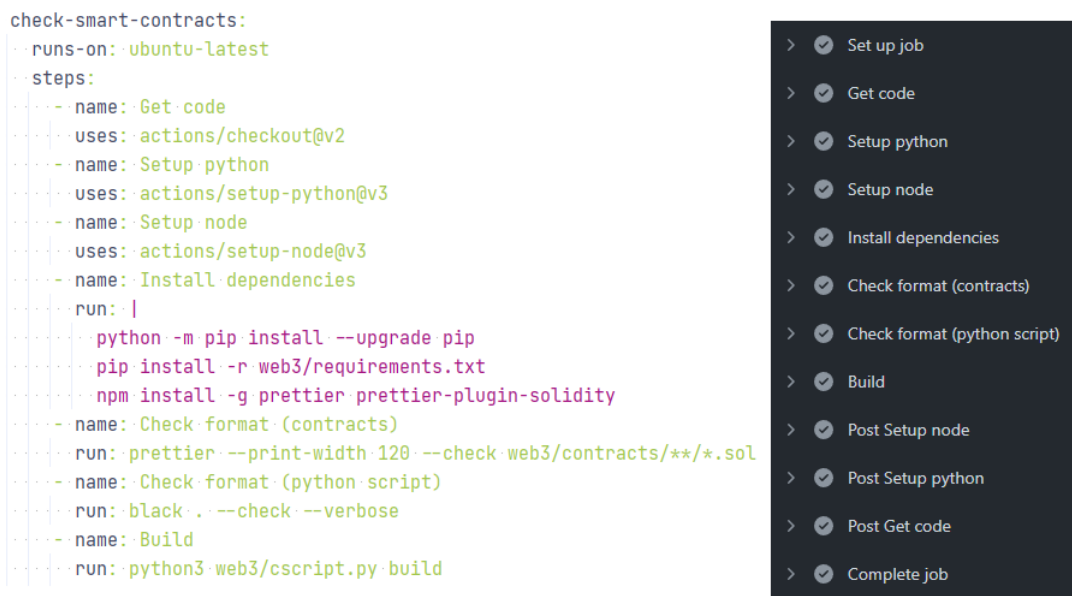 check-smart-contracts:
  runs-on: ubuntu-latest
  steps:
    - name: Get code
      uses: actions/checkout@v2
    - name: Setup python
      uses: actions/setup-python@v3
    - name: Setup node
      uses: actions/setup-node@v3
    - name: Install dependencies
      run: |
        python -m pip install --upgrade pip
        pip install -r web3/requirements.txt
        npm install -g prettier prettier-plugin-solidity
    - name: Check format (contracts)
      run: prettier --print-width 120 --check web3/contracts/**/*.sol
    - name: Check format (python script)
      run: black . --check --verbose
    - name: Build
      run: python3 web3/cscript.py build
Set up job
Get code
Setup python
Setup node
Install dependencies
Check format (contracts)
Check format (python script)
Build
Post Setup node
Post Setup python
Post Get code
Complete job